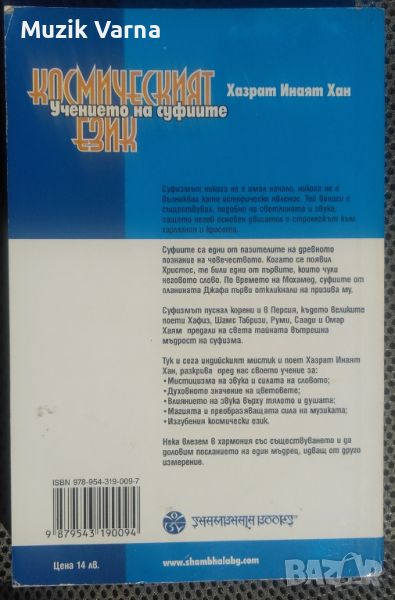 Muzik Varna
КОСМИЧЕСКИЯТ
Учението на суфиите
ЕЗИК
Хазрат Инаят Хан
Суфизмът никога не е имал начало, никога не е
възниквал като историческо явление. Той винаги е
съществувал, подобно на светлината и звука,
защото негов основен двигател е стремежът към
хармония и красота.
Суфиите са едни от пазителите на древното
познание на човечеството. Когато се появил
Христос, те били едни от първите, които чули
неговото слово. По времето на Мохамед, суфиите от
планината Джафа първи откликнали на призива му.
Суфизмът пуснал корени и в Персия, където великите
поети Хафиз, Шамс Табризи, Руми, Саади и Омар
Хаям предали на света тайната вътрешна
мъдрост на суфизма.
Тук и сега индийският мистик и поет Хазрат Инаят
Хан, разкрива пред нас своето учение за:
•Мистицизма на звука и силата на словото;
•Духовното значение на цветовете;
•Влиянието на звука върху тялото и душата;
•Магията и преобразяващата сила на музиката;
•Изгубения космически език.
Нека влезем в хармония със съществуването и да
доловим посланието на един мъдрец, идващ от друго
измерение.
ISBN 978-954-319-009-7
9 789543 190094
Цена 14 лв.
www.shambhalabg.com
BAZAR